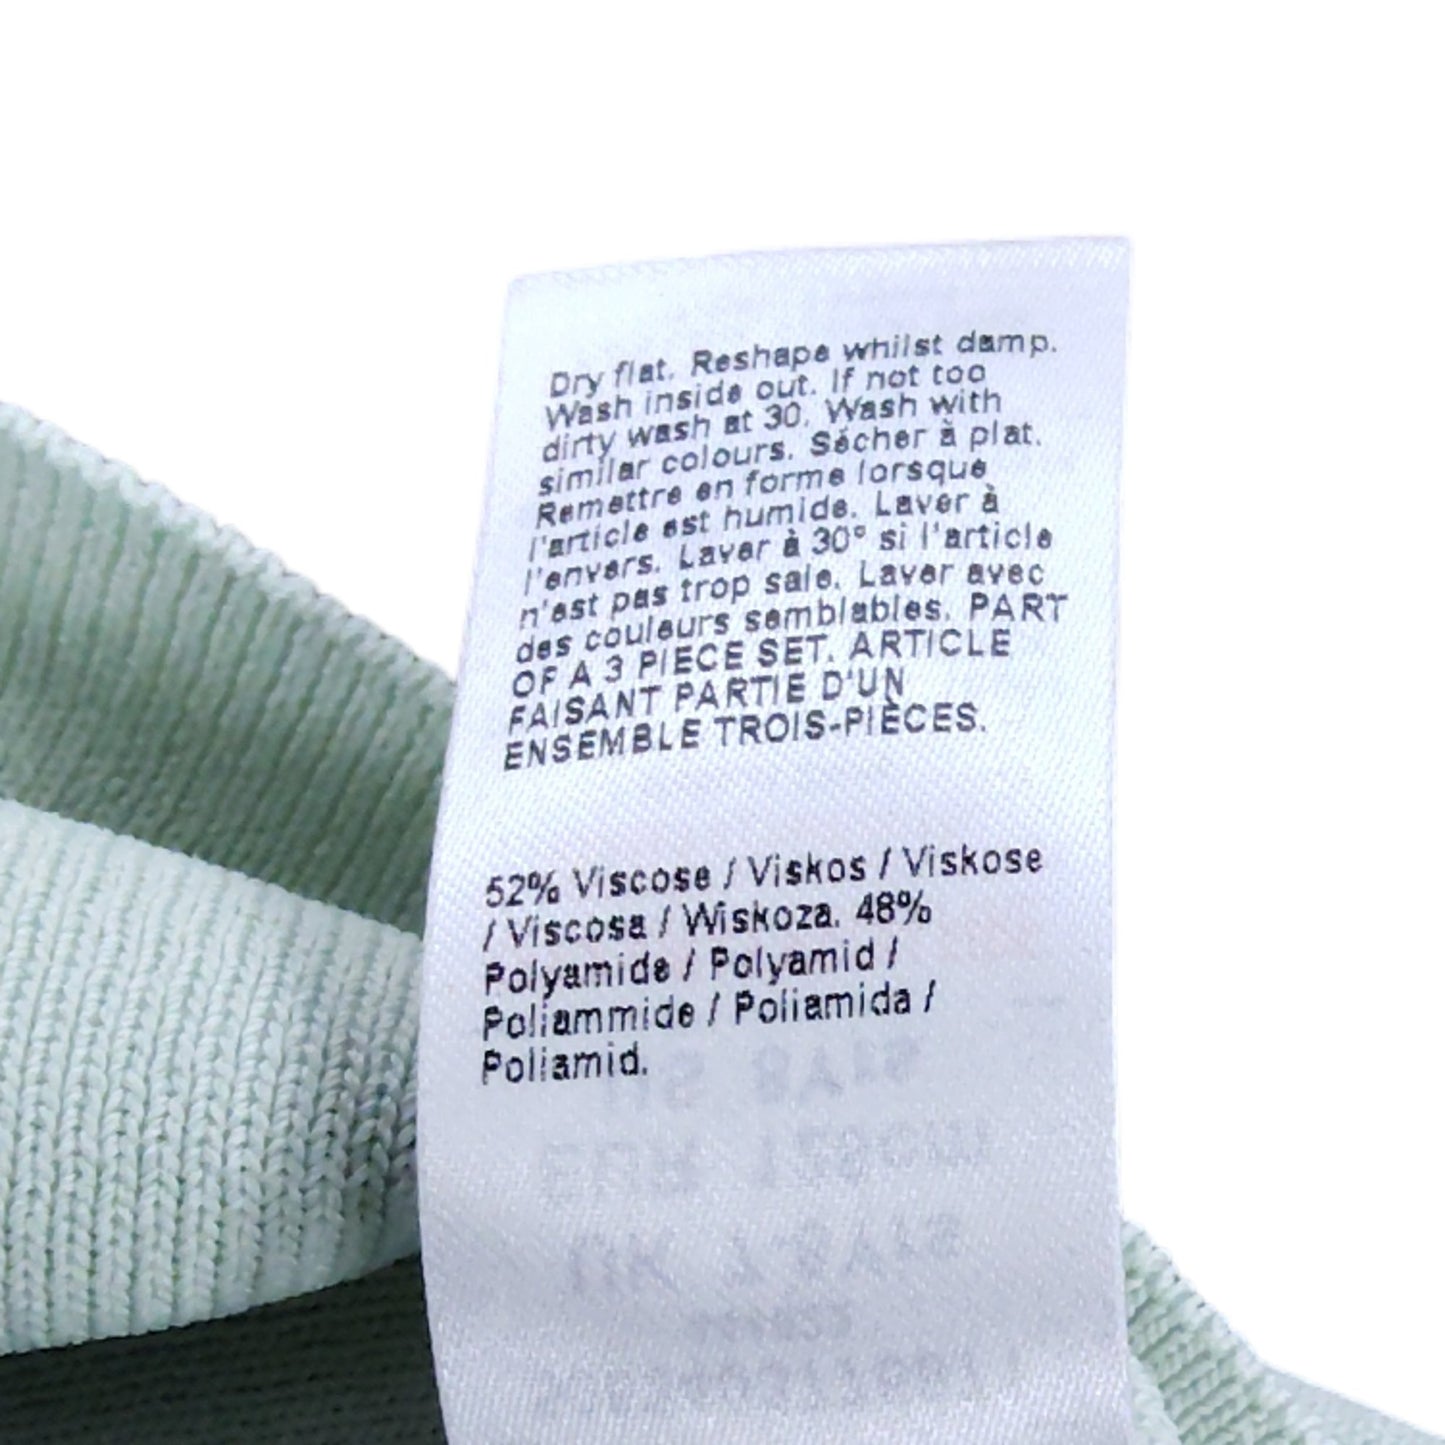 Dry flat. Reshape whilst damp.
Wash inside out. If not too
dirty wash at 30. Wash with
similar colours. Sécher à plat.
Remettre en forme lorsque
l'article est humide. Laver à
l'envers. Laver à 30° si l'article
n'est pas trop sale. Laver avec
des couleurs semblables. PART
OF A 3 PIECE SET. ARTICLE
FAISANT PARTIE D'UN
ENSEMBLE TROIS-PIÈCES.
52% Viscose / Viskos / Viskose
/ Viscosa / Wiskoza. 48%
Polyamide / Polyamid /
Poliammide / Poliamida /
Poliamid.